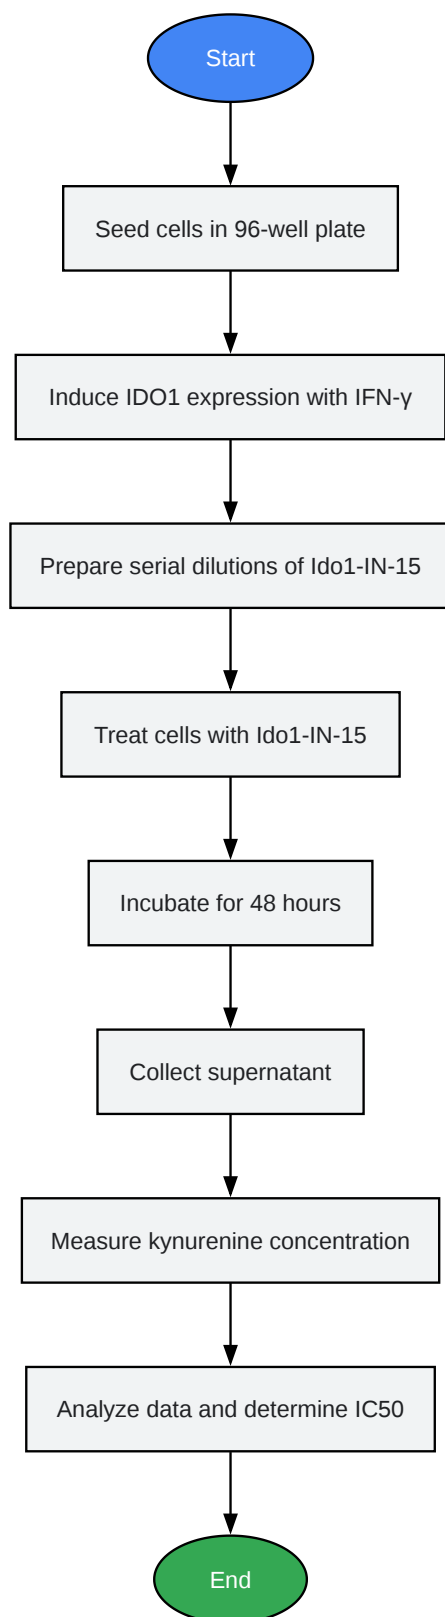 Start
Seed cells in 96-well plate
Induce IDO1 expression with IFN-γ
Prepare serial dilutions of Ido1-IN-15
Treat cells with Ido1-IN-15
Incubate for 48 hours
Collect supernatant
Measure kynurenine concentration
Analyze data and determine IC50
End